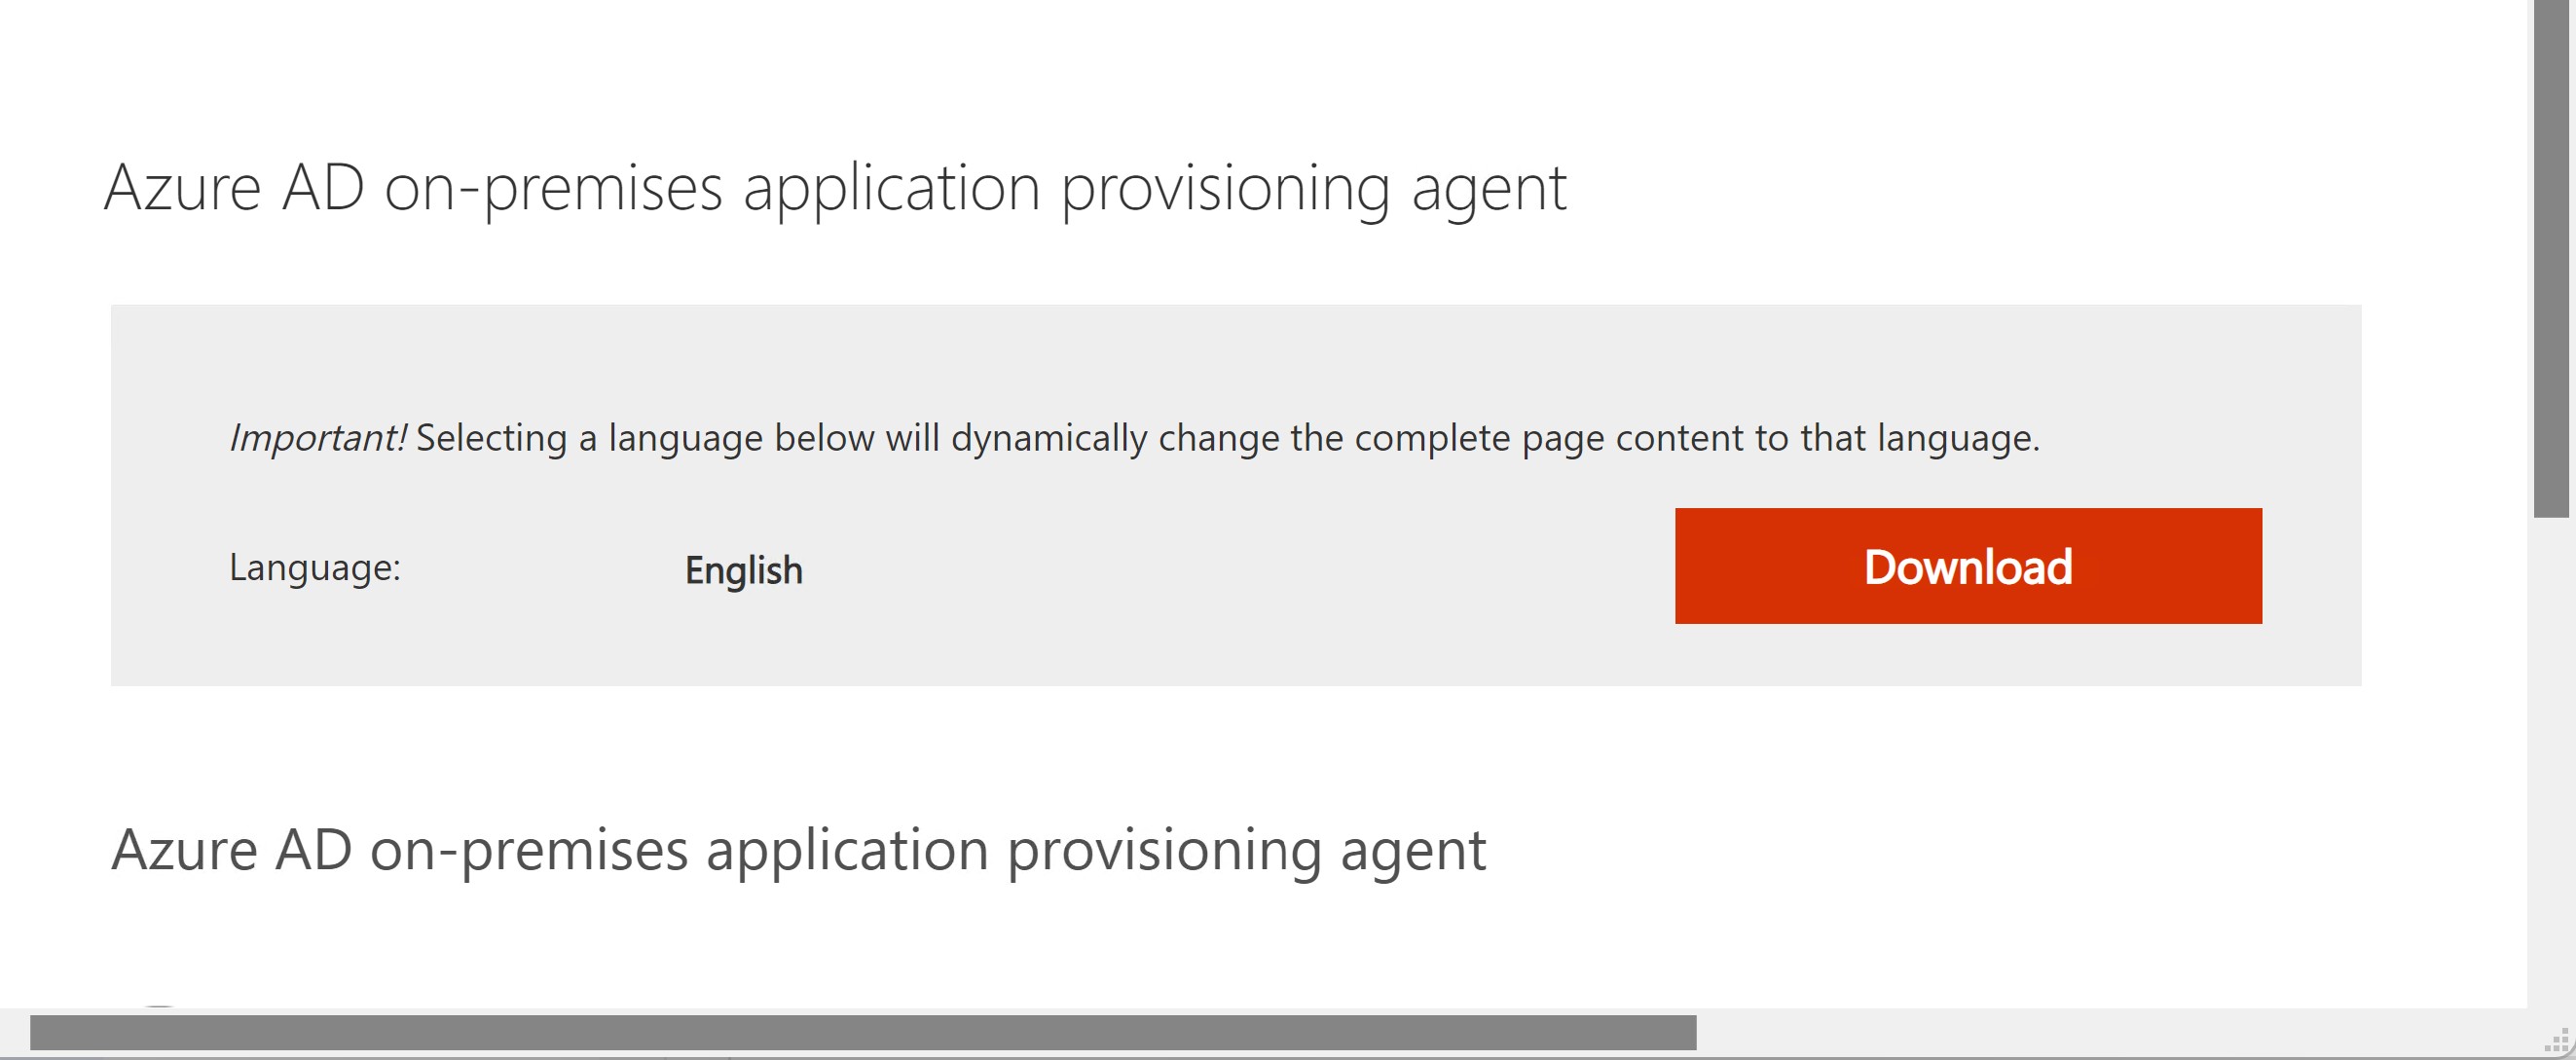 Azure AD on-premises application provisioning agent
Important! Selecting a language below will dynamically change the complete page content to that language.
Language:
English
Download
Azure AD on-premises application provisioning agent